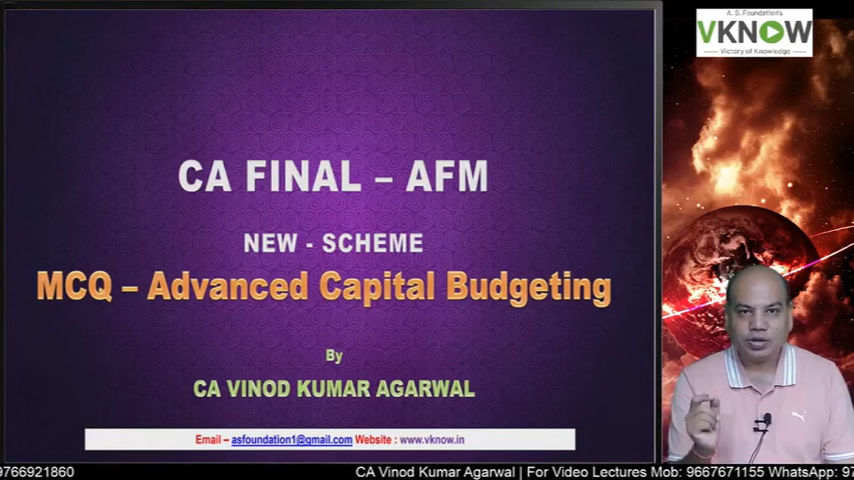 A. S. Foundation's
VKNOW
Victory of Knowledge
CA FINAL – AFM
NEW - SCHEME
MCQ – Advanced Capital Budgeting
By
CA VINOD KUMAR AGARWAL
Email – asfoundation1@gmail.com Website : www.vknow.in
9766921860 CA Vinod Kumar Agarwal | For Video Lectures Mob: 9667671155 WhatsApp: 97